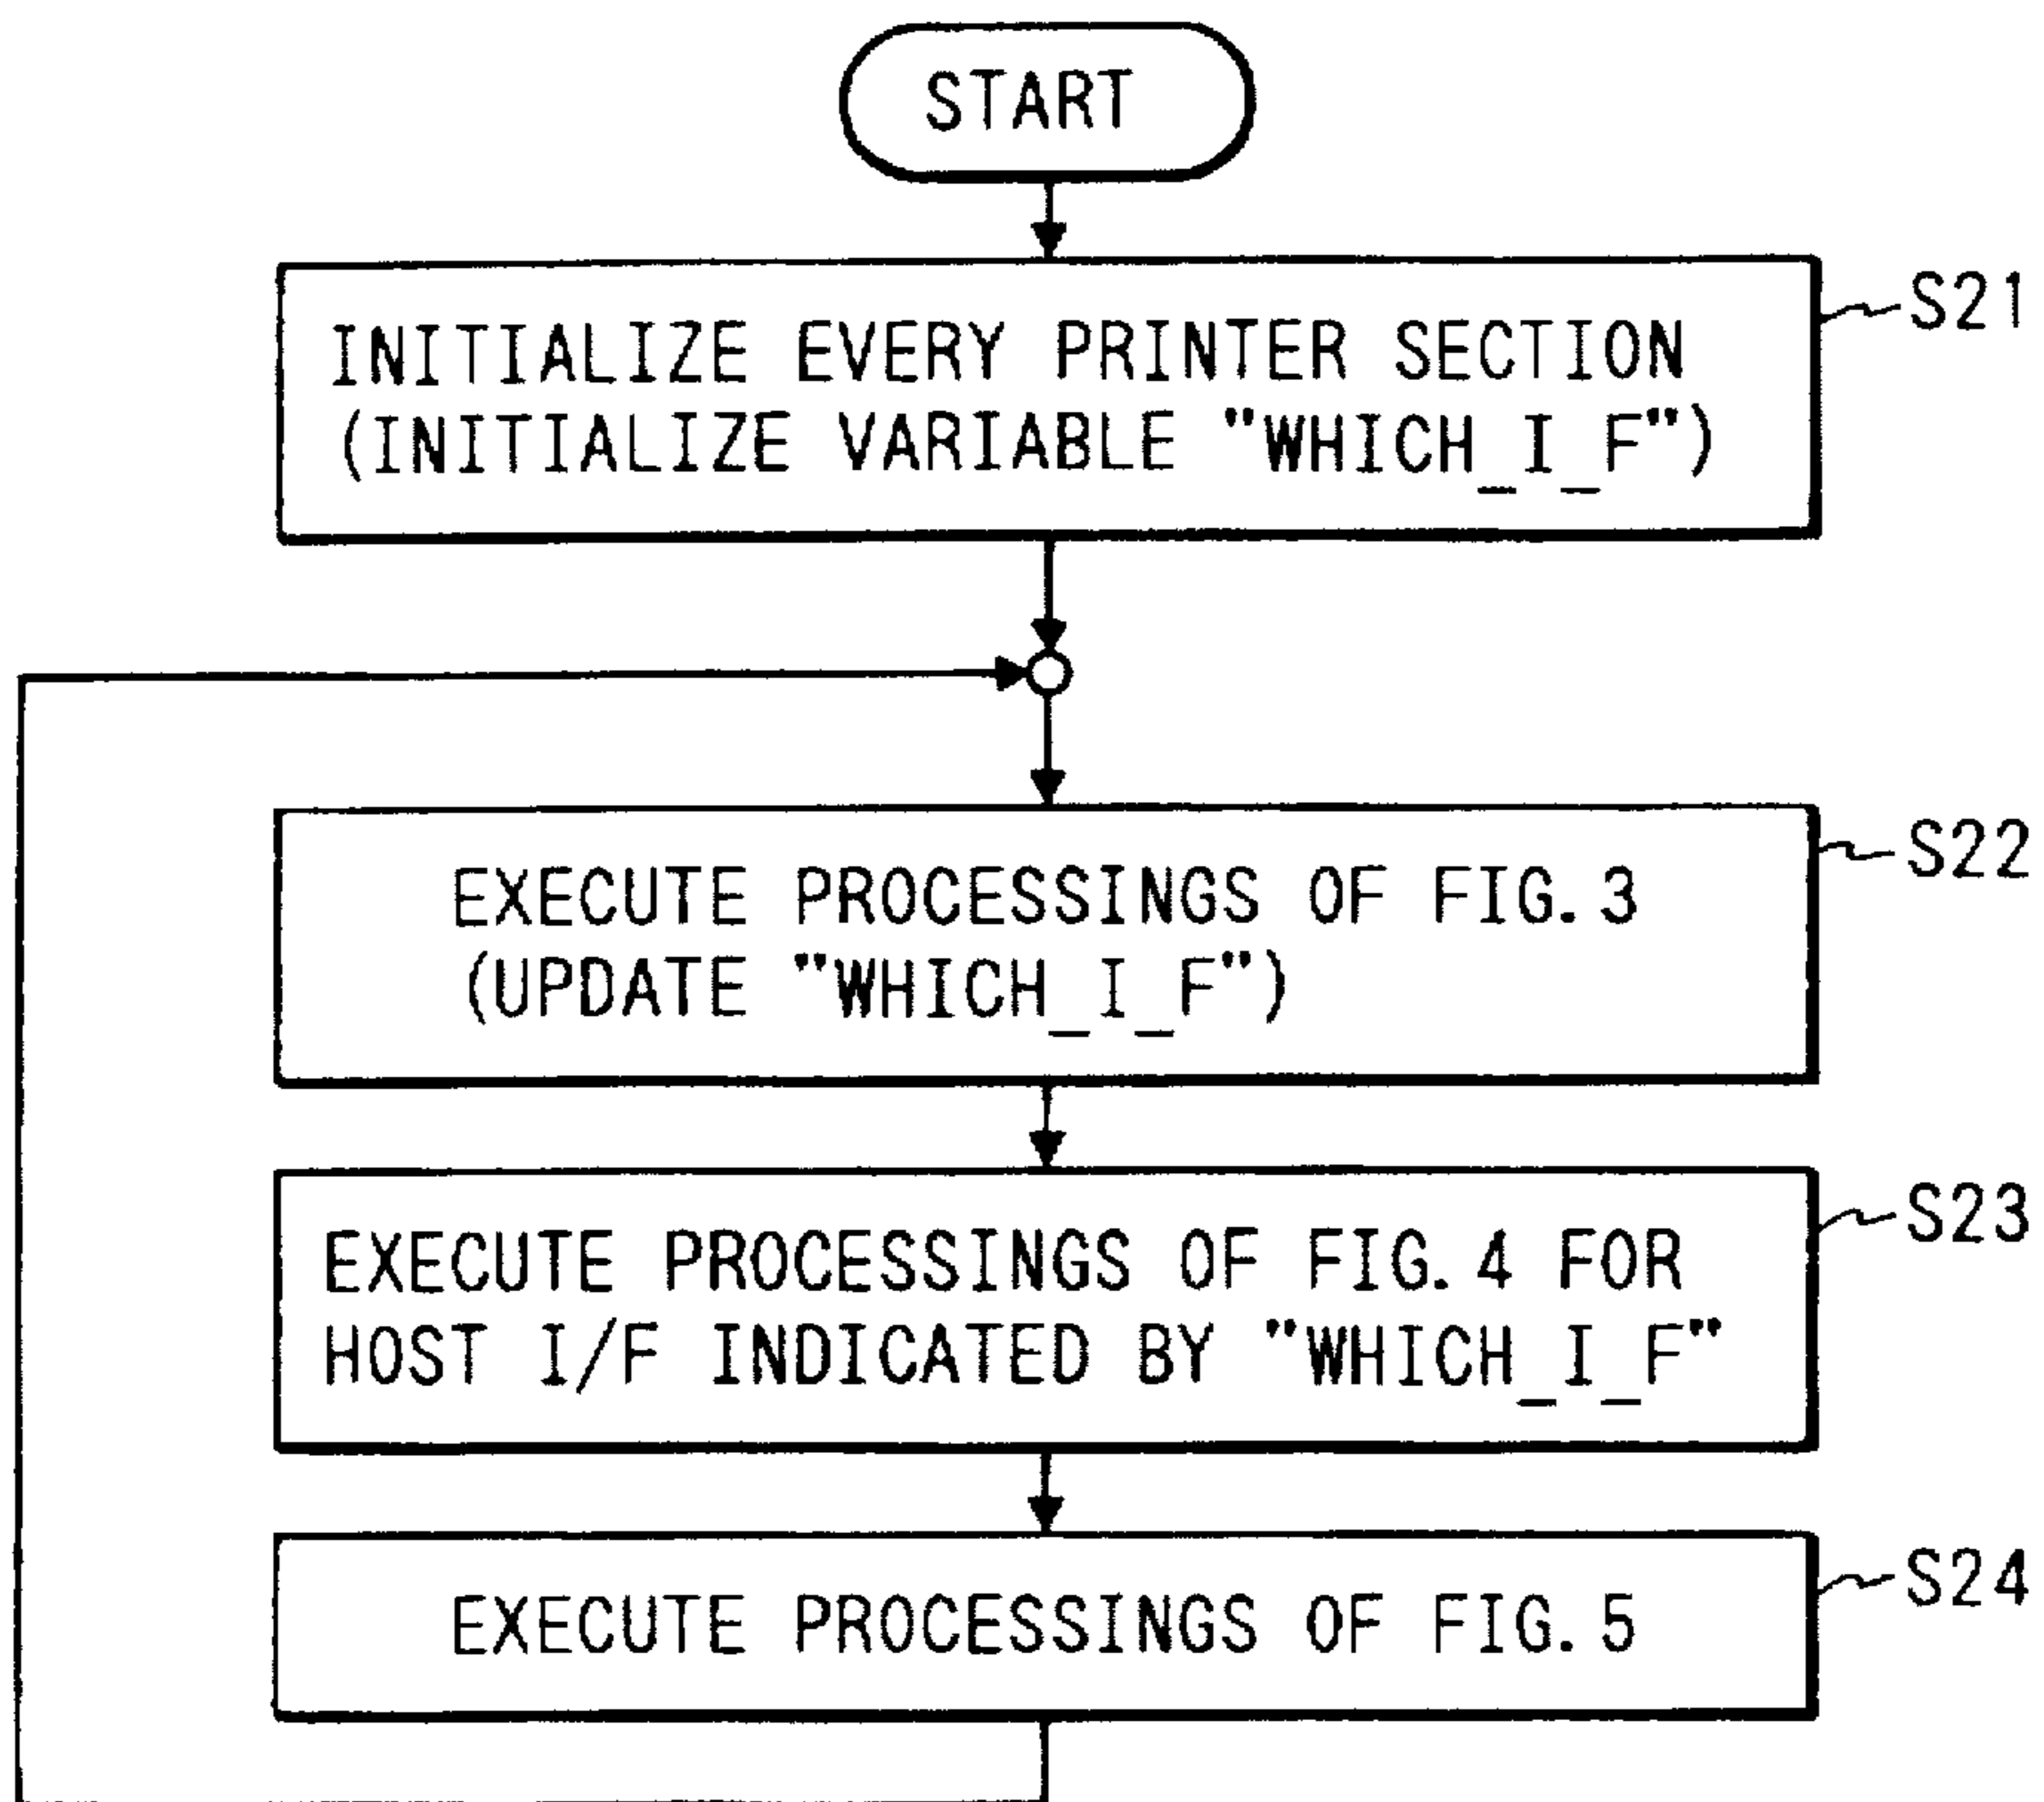 START
S21
INITIALIZE EVERY PRINTER SECTION
(INITIALIZE VARIABLE "WHICH_I_F")
S22
EXECUTE PROCESSINGS OF FIG. 3
(UPDATE "WHICH_I_F")
S23
EXECUTE PROCESSINGS OF FIG. 4 FOR
HOST I/F INDICATED BY "WHICH_I_F"
S24
EXECUTE PROCESSINGS OF FIG. 5